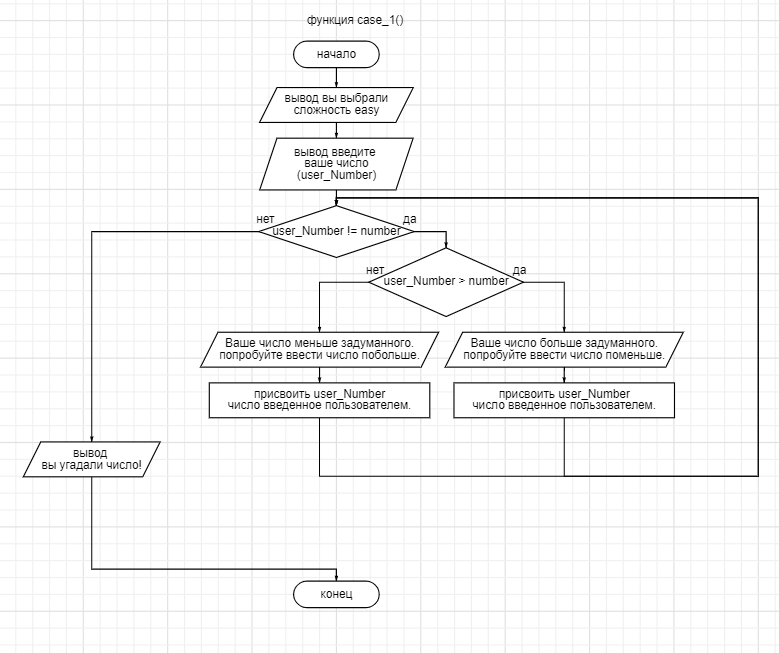 функция case_1()
начало
вывод вы выбрали
сложность easy
вывод введите
ваше число
(user_Number)
нет
да
user_Number != number
нет
да
user_Number > number
Ваше число меньше задуманного.
попробуйте ввести число побольше.
Ваше число больше задуманного.
попробуйте ввести число поменьше.
присвоить user_Number
число введенное пользователем.
присвоить user_Number
число введенное пользователем.
вывод
вы угадали число!
конец